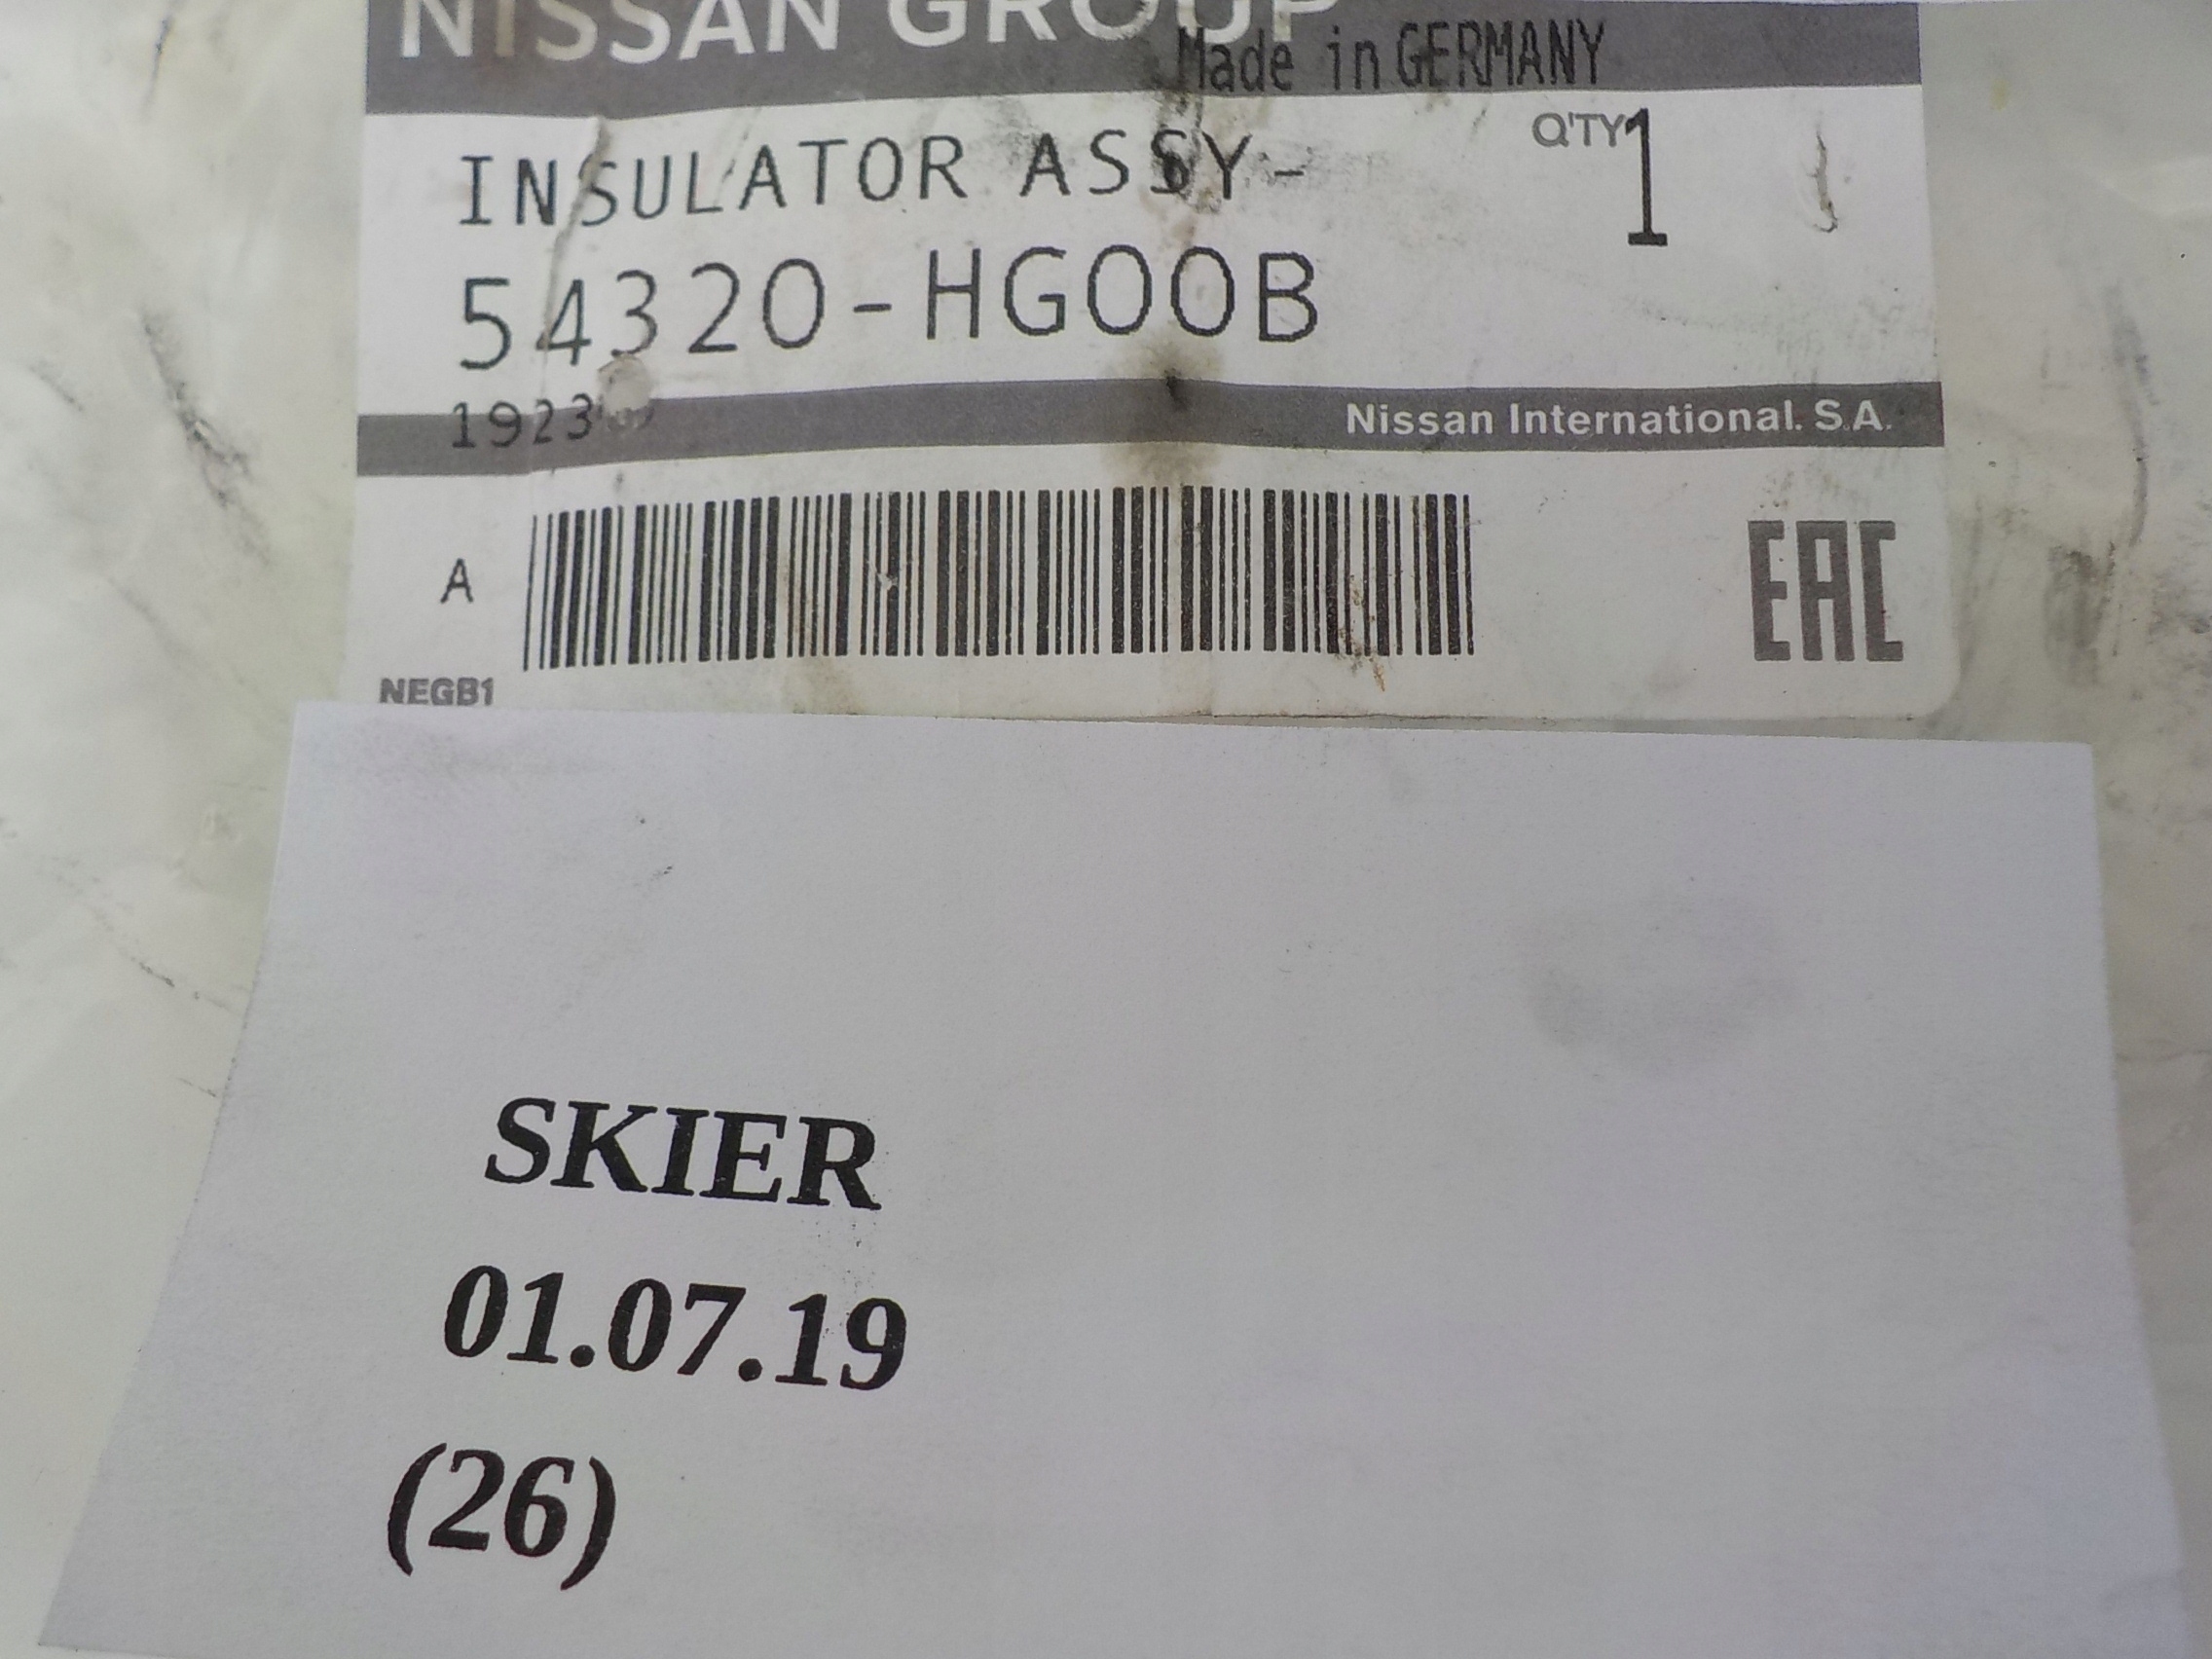 NISSAN GROUP
Made in GERMANY
INSULATOR ASSY-
Q'TY 1
54320-HG00B
1923
Nissan International. S.A.
A
EAC
NEGB1
SKIER
01.07.19
(26)